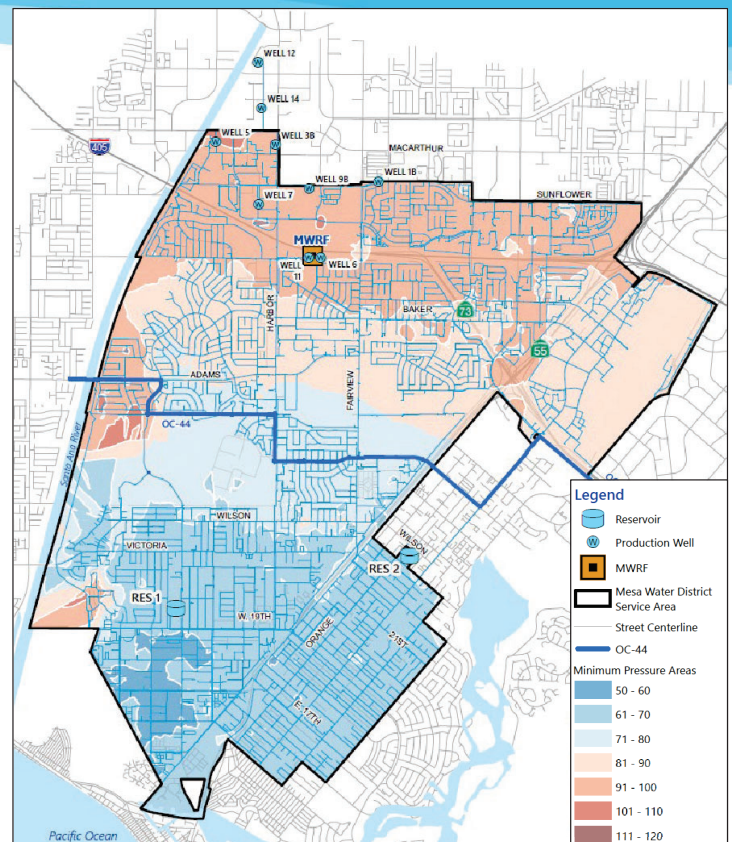 WELL 12
WELL 14
WELL 5
WELL 3B
405
MACARTHUR
WELL 9B
WELL 1B
SUNFLOWER
WELL 7
MWRF
WELL
11
WELL 6
HARBOR
BAKER
73
55
ADAMS
FAIRVIEW
OC-44
Santa Ana River
WILSON
VICTORIA
WILSON
RES 2
RES 1
W. 19TH
ORANGE
21ST
E. 17TH
Pacific Ocean
Legend
Reservoir
Production Well
MWRF
Mesa Water District
Service Area
Street Centerline
OC-44
Minimum Pressure Areas
50 - 60
61 - 70
71 - 80
81 - 90
91 - 100
101 - 110
111 - 120